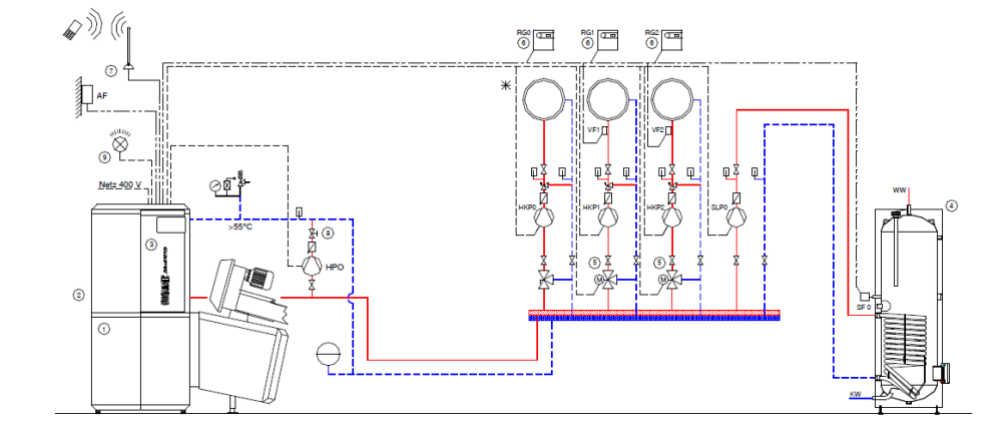 RG0
RG1
RG2
6
6
6
7
AF
VF1
VF2
9
Netz 400 V
HKP0
HKP1
HKP2
SLP0
WW
4
>55°C
8
3
HPO
5
5
M
M
2
SF 0
1
KW